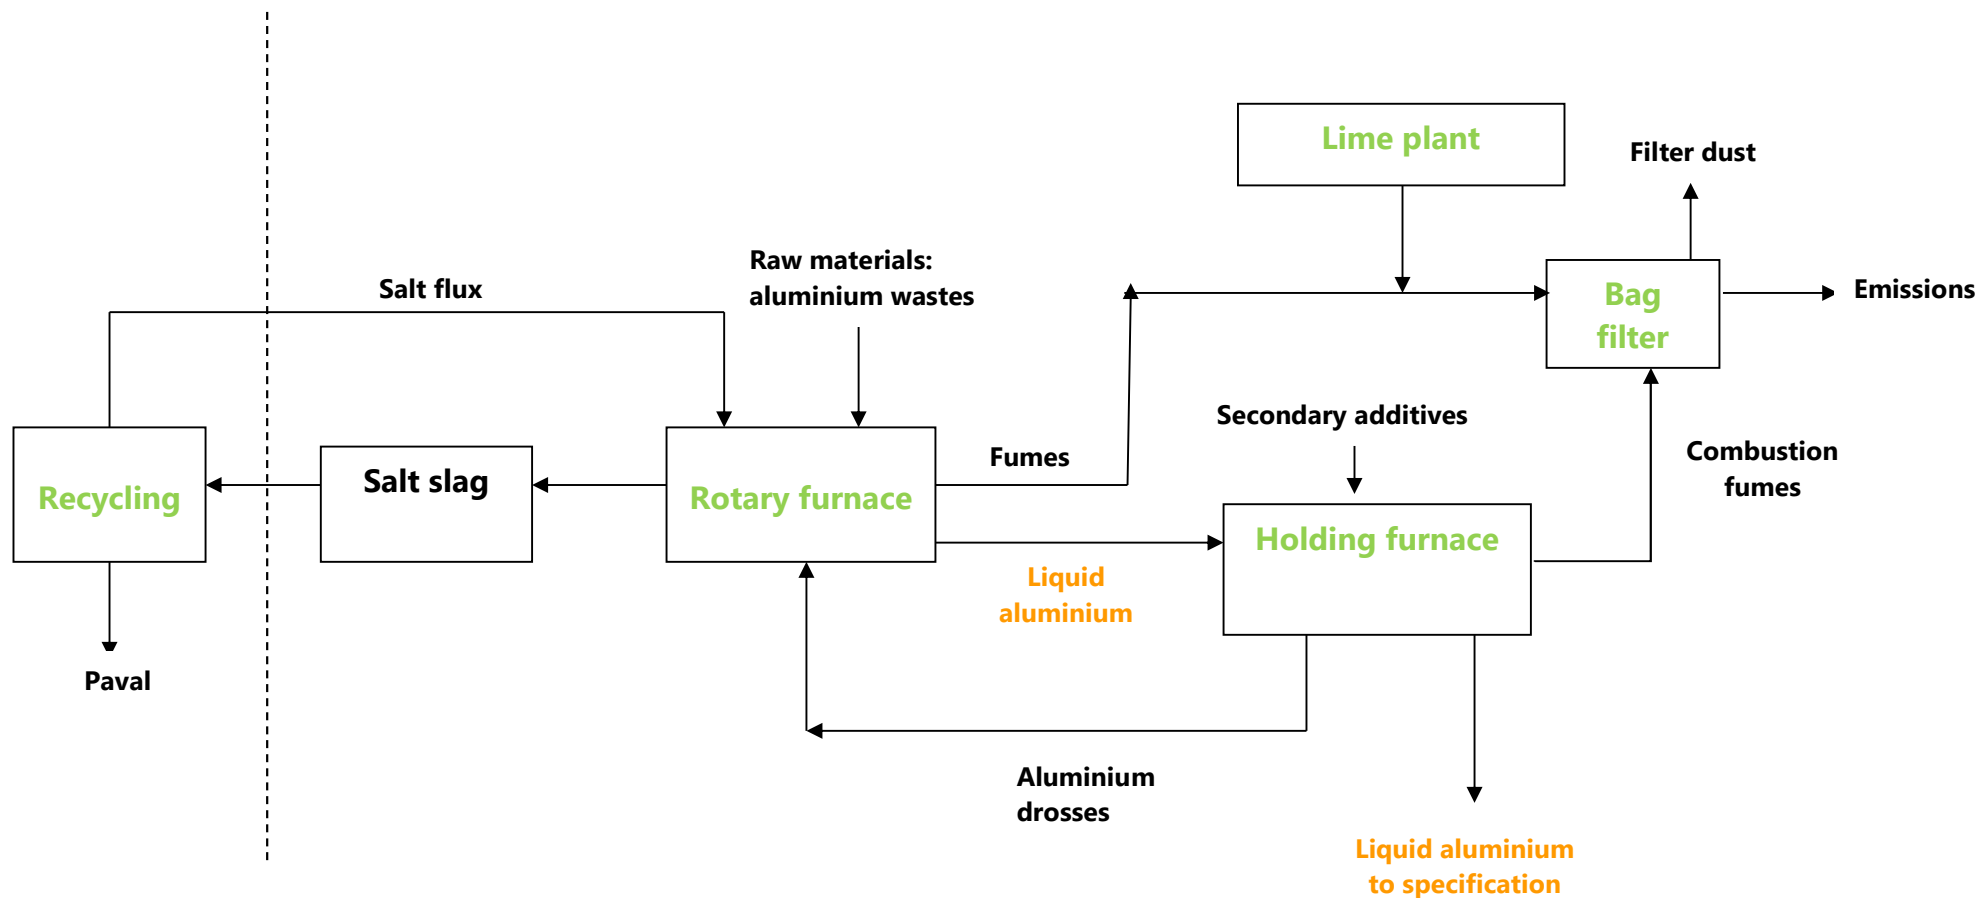 Lime plant
Filter dust
Raw materials:
aluminium wastes
Salt flux
Bag
filter
Emissions
Secondary additives
Combustion
fumes
Fumes
Salt slag
Recycling
Rotary furnace
Holding furnace
Liquid
aluminium
Paval
Aluminium
drosses
Liquid aluminium
to specification